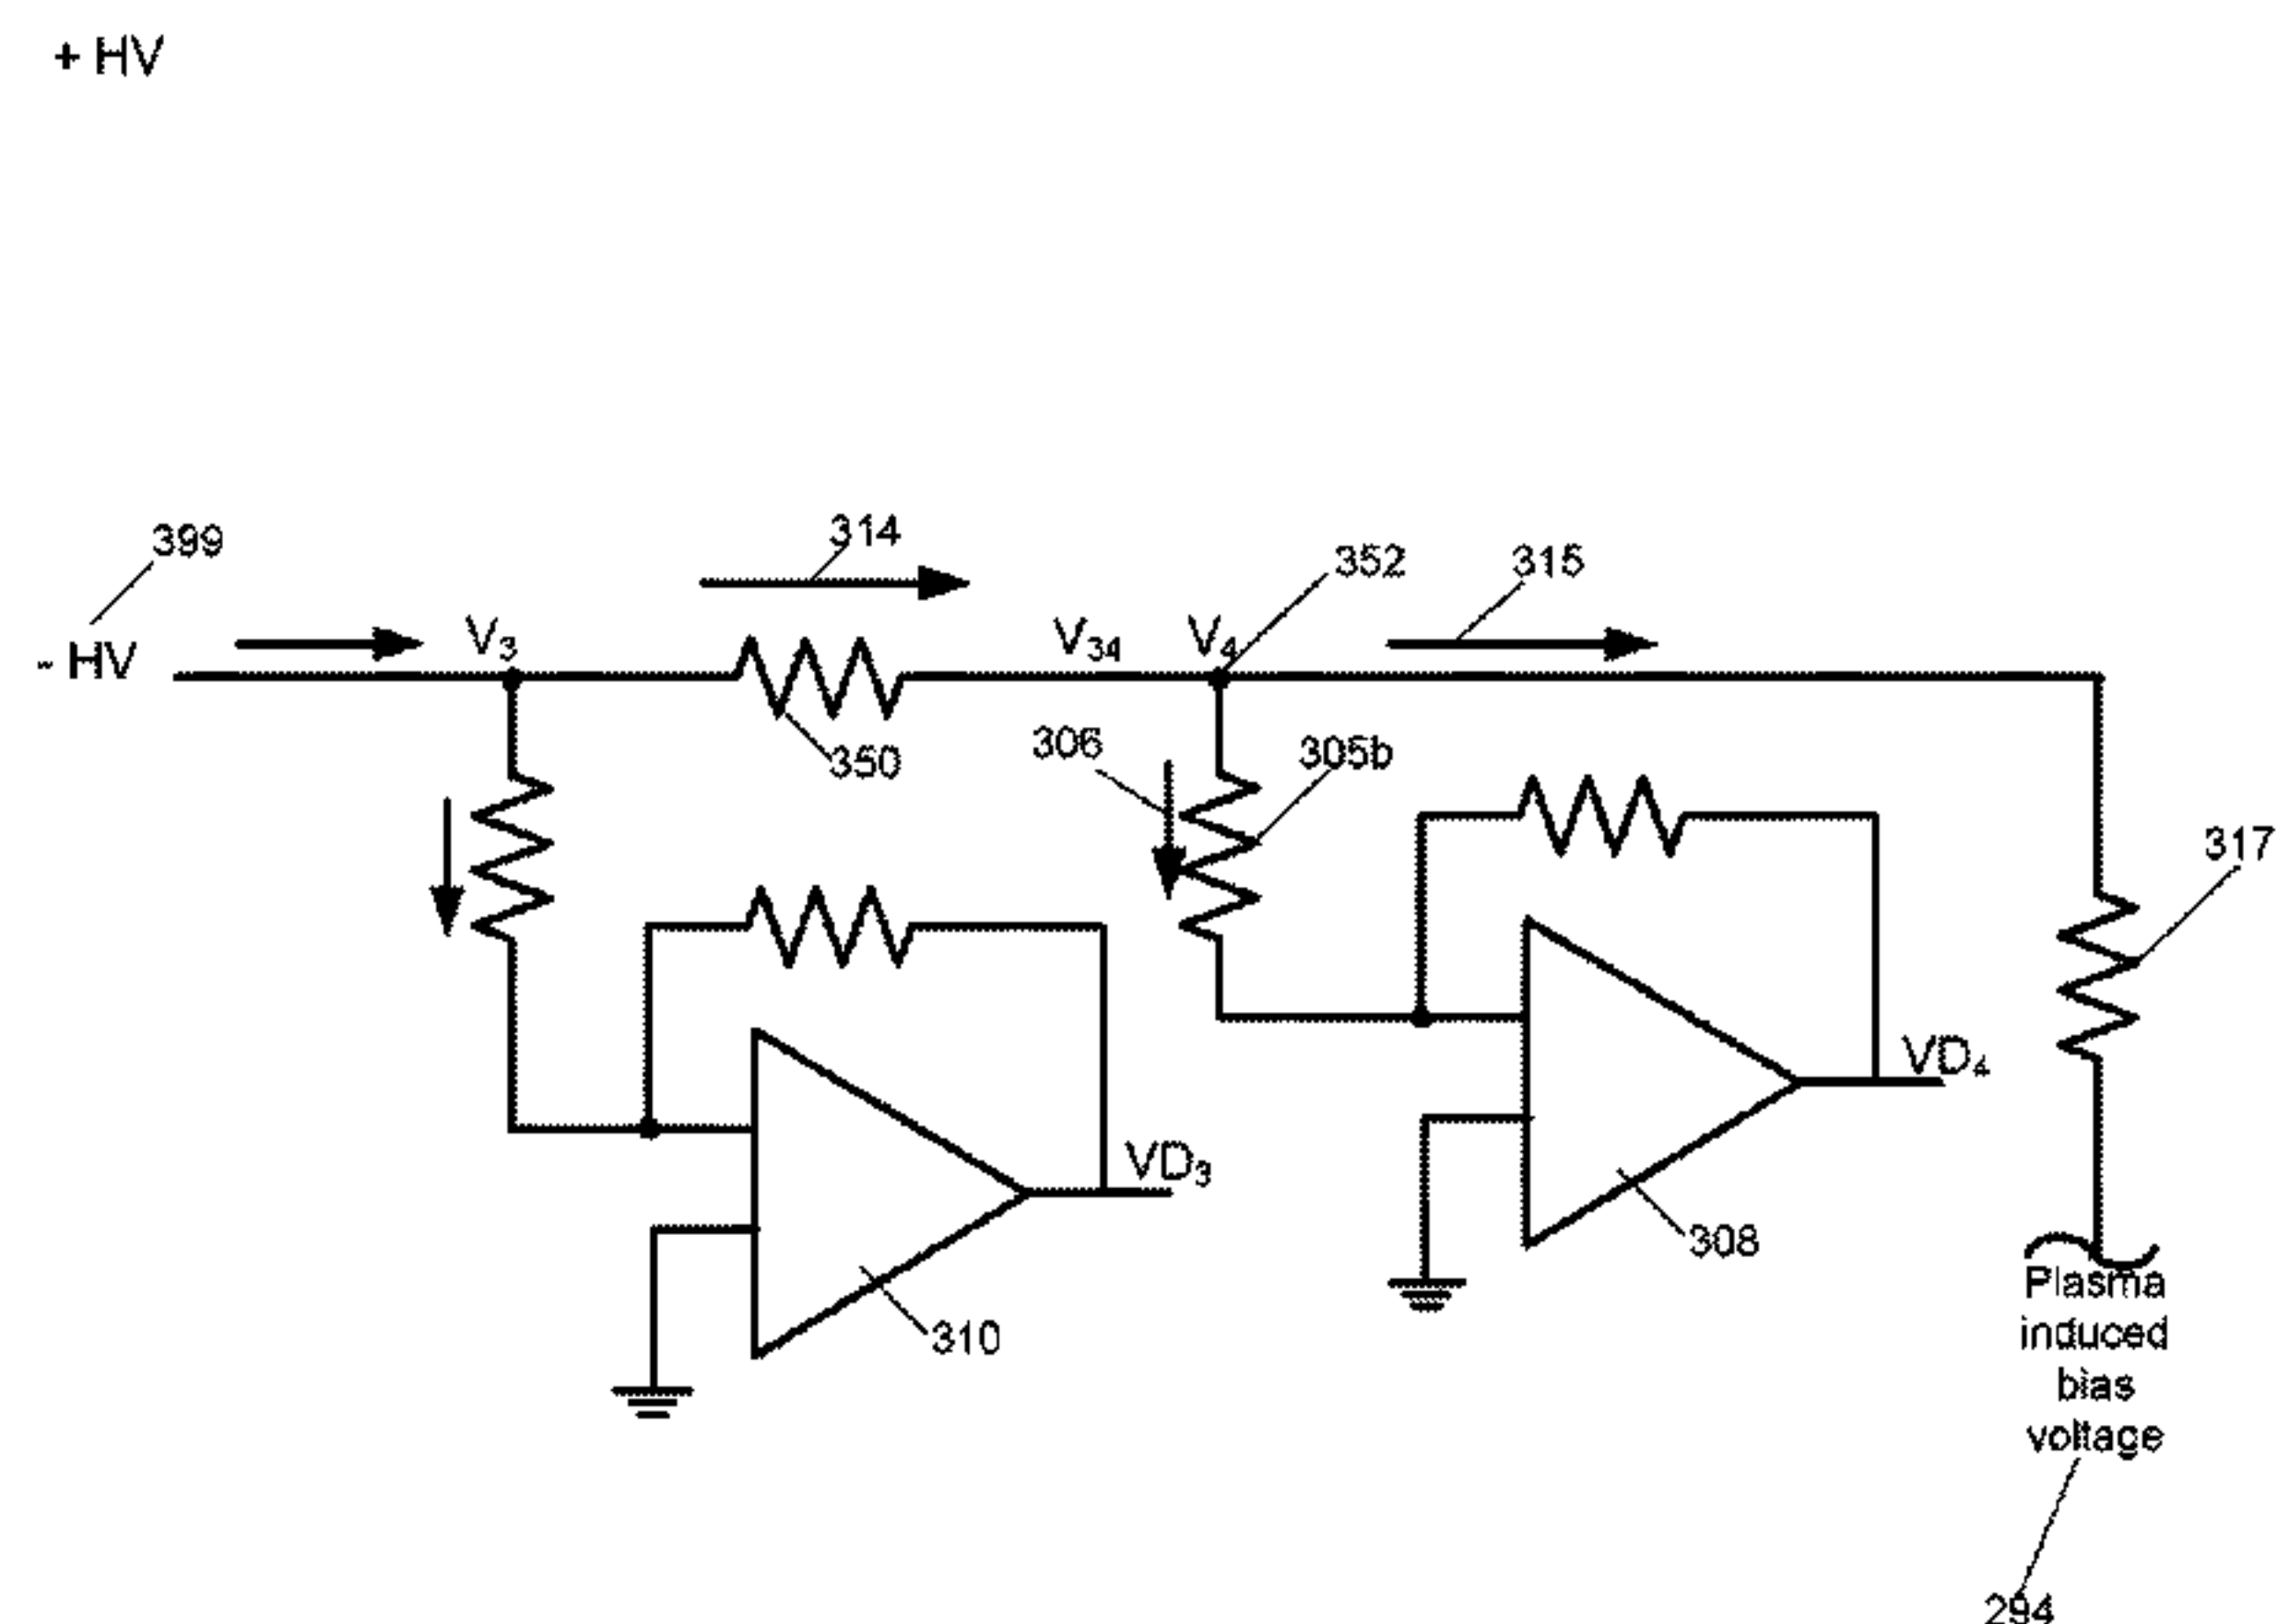 + HV
399
314
352
315
- HV
V3
V34
V4
350
306
305b
317
VD4
VD3
308
310
Plasma
induced
bias
voltage
294